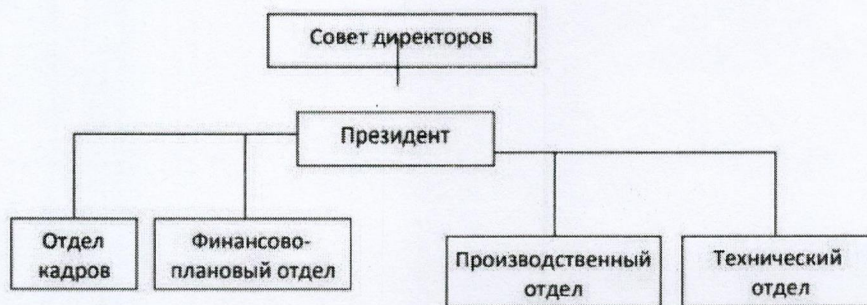 Совет директоров
Президент
Отдел
кадров
Финансово-
плановый отдел
Производственный
отдел
Технический
отдел